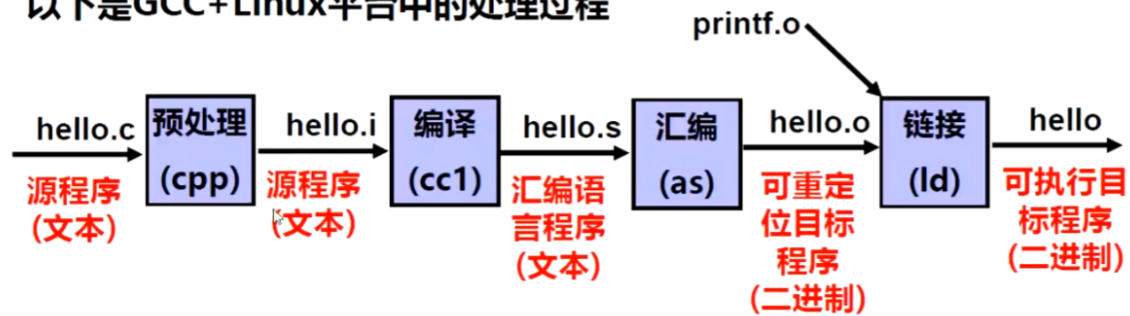 以下是GCC+Linux平台中的处理过程
printf.o
hello.c
预处理
(cpp)
hello.i
编译
(cc1)
hello.s
汇编
(as)
hello.o
链接
(ld)
hello
源程序
(文本)
源程序
(文本)
汇编语
言程序
(文本)
可重定
位目标
程序
(二进制)
可执行目
标程序
(二进制)